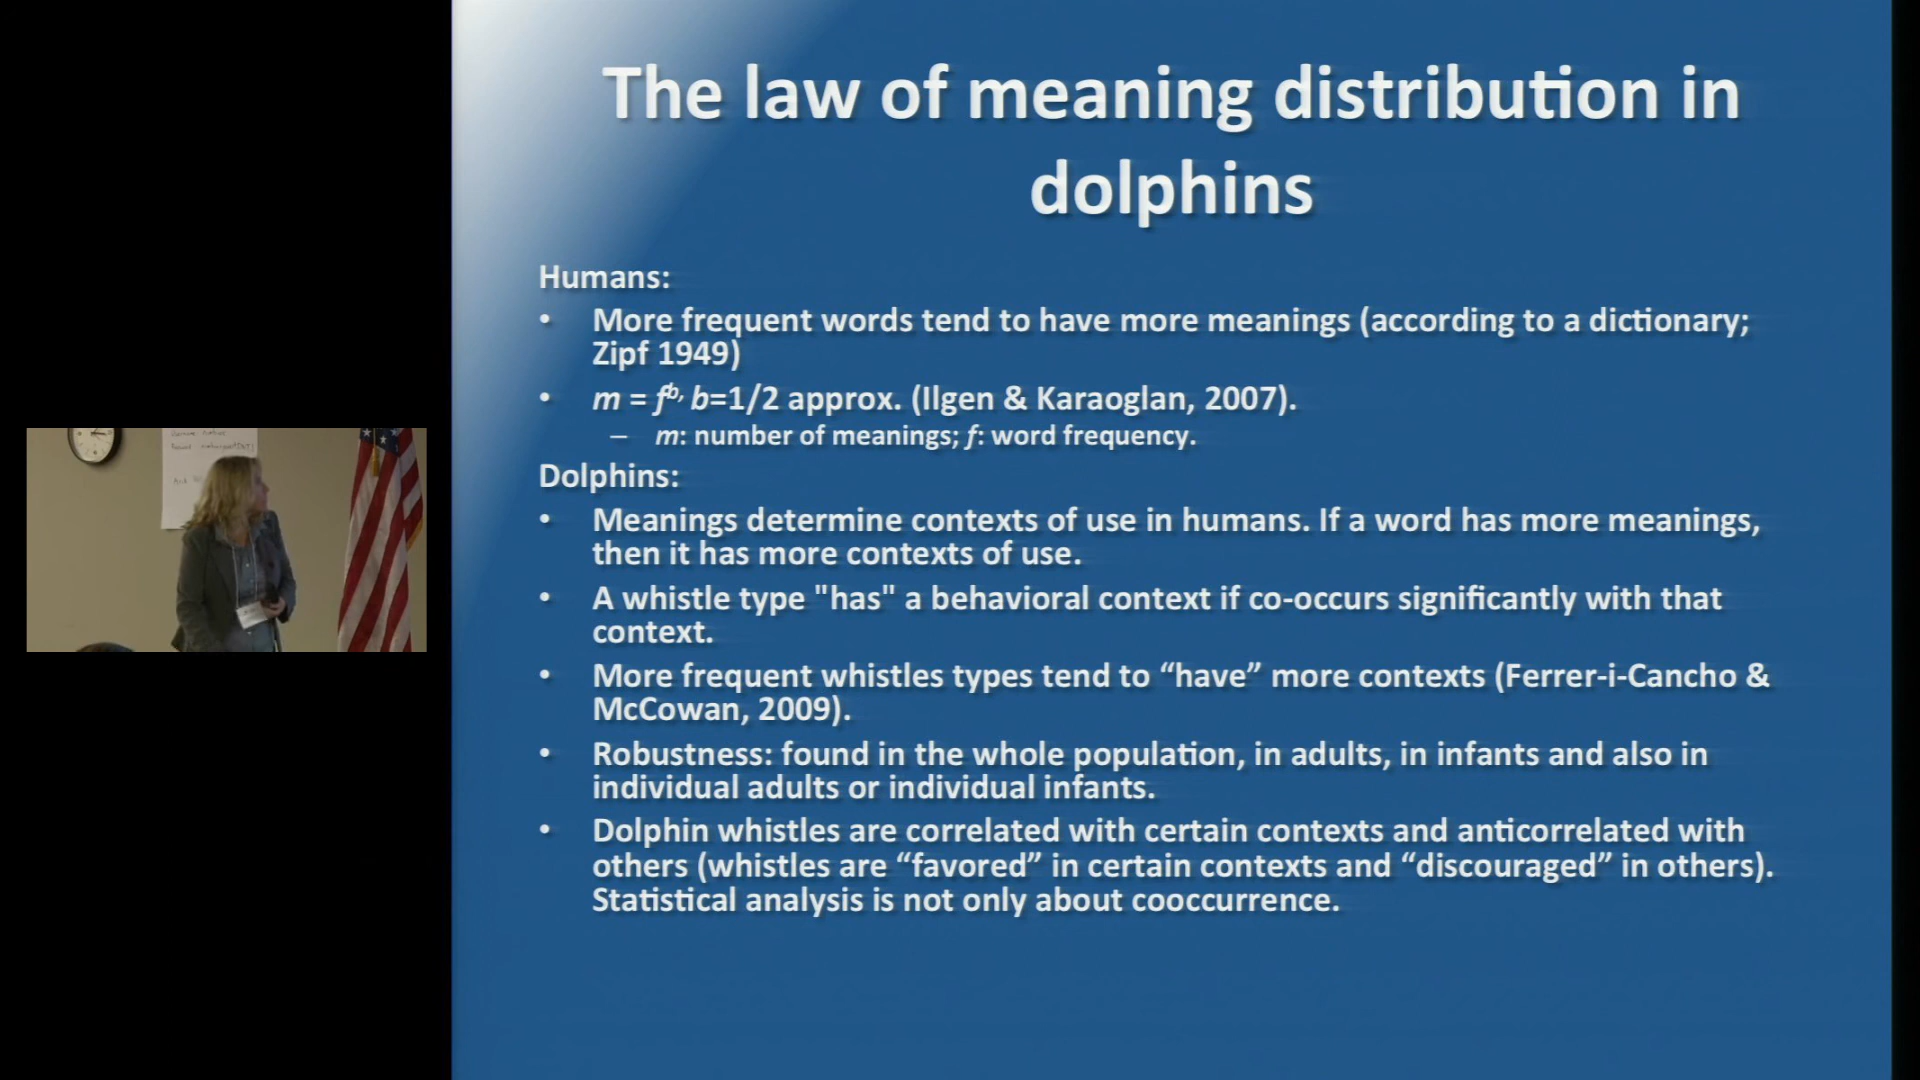 The law of meaning distribution in
dolphins
Humans:
• More frequent words tend to have more meanings (according to a dictionary;
Zipf 1949)
• m = fᵇ, b=1/2 approx. (Ilgen & Karaoglan, 2007).
– m: number of meanings; f: word frequency.
Dolphins:
• Meanings determine contexts of use in humans. If a word has more meanings,
then it has more contexts of use.
• A whistle type "has" a behavioral context if co-occurs significantly with that
context.
• More frequent whistles types tend to “have” more contexts (Ferrer-i-Cancho &
McCowan, 2009).
• Robustness: found in the whole population, in adults, in infants and also in
individual adults or individual infants.
• Dolphin whistles are correlated with certain contexts and anticorrelated with
others (whistles are “favored” in certain contexts and “discouraged” in others).
Statistical analysis is not only about cooccurrence.